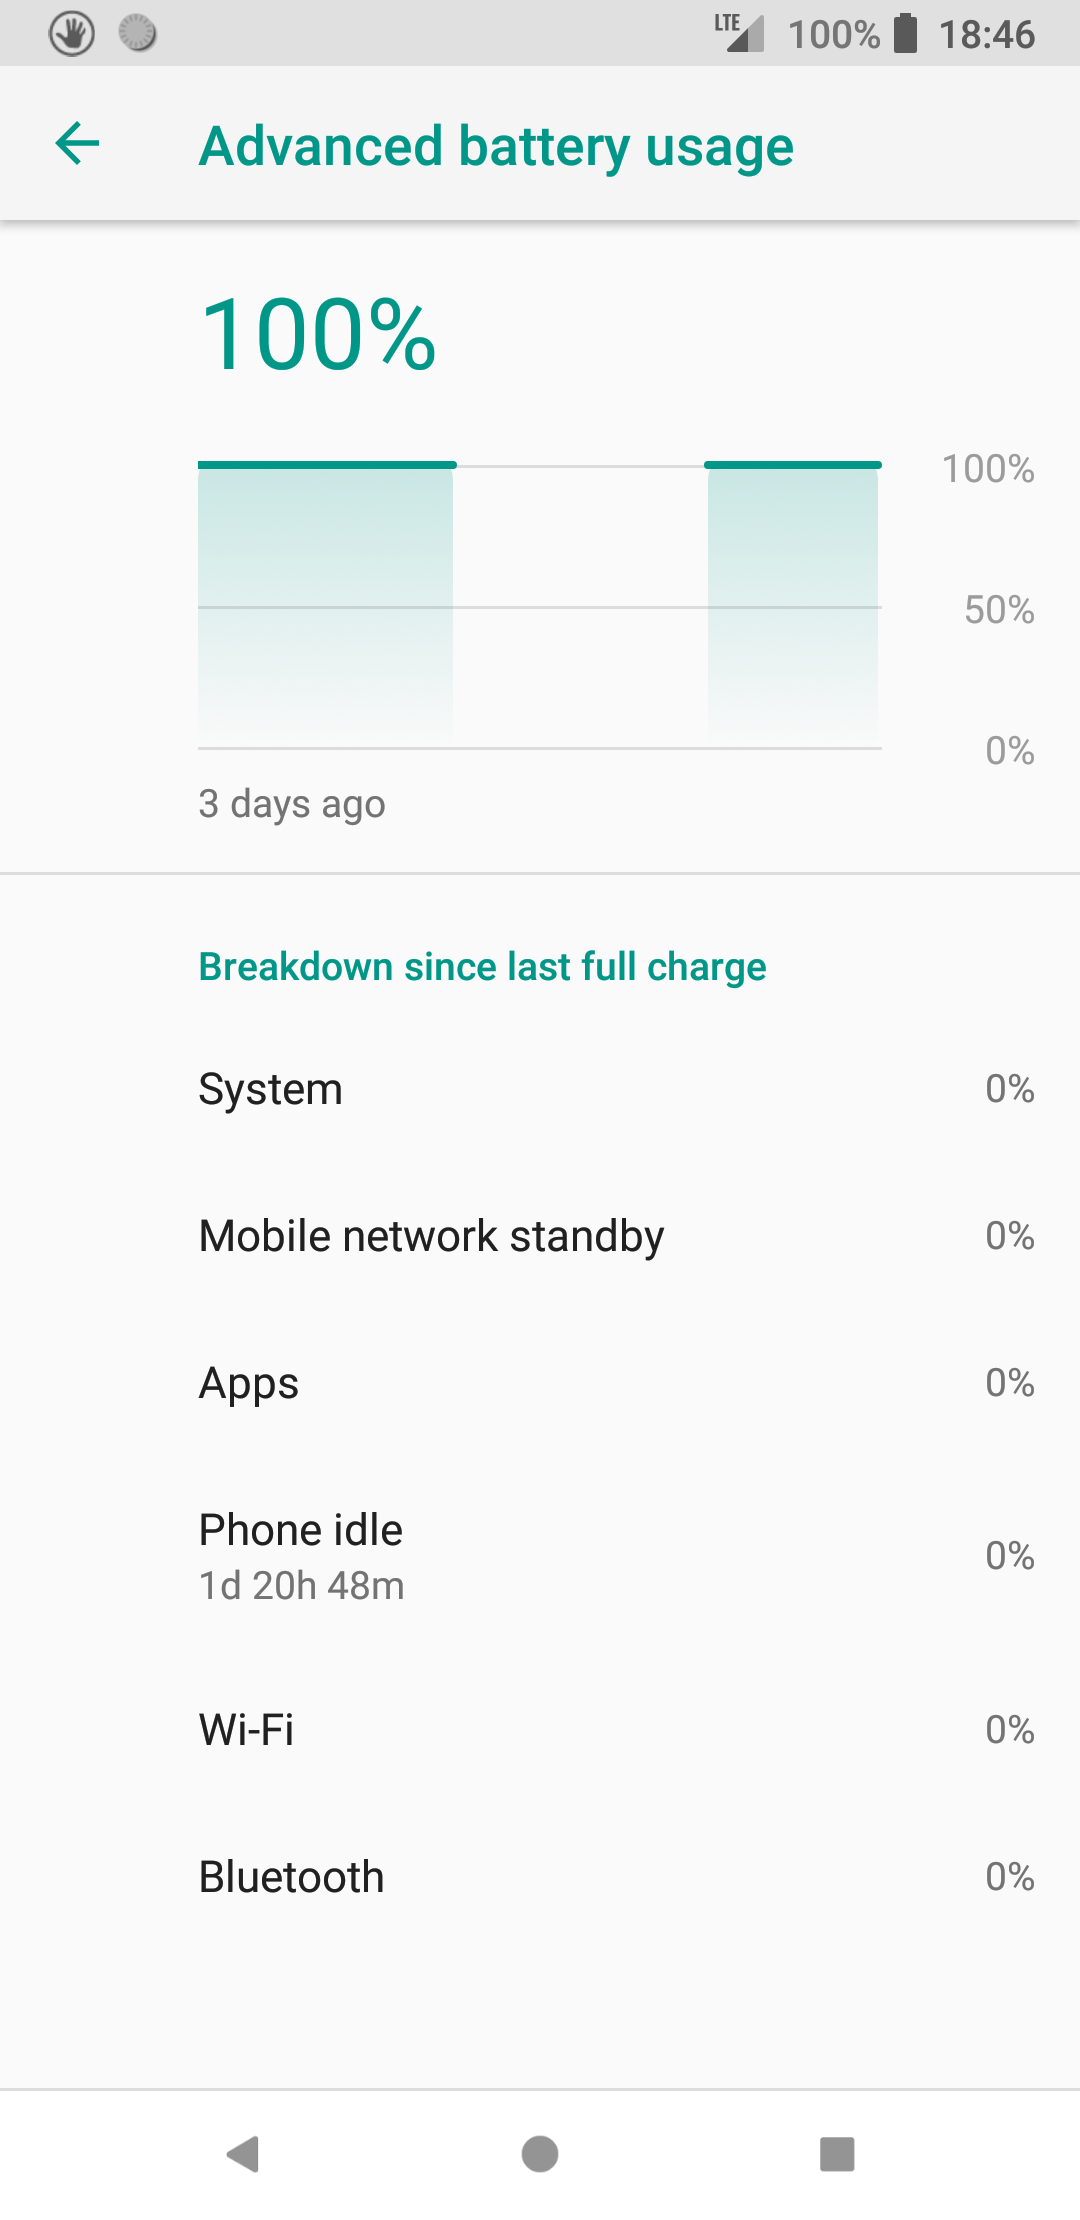 LTE 100% 18:46
Advanced battery usage
100%
100%
50%
0%
3 days ago
Breakdown since last full charge
System 0%
Mobile network standby 0%
Apps 0%
Phone idle
1d 20h 48m
0%
Wi-Fi 0%
Bluetooth 0%